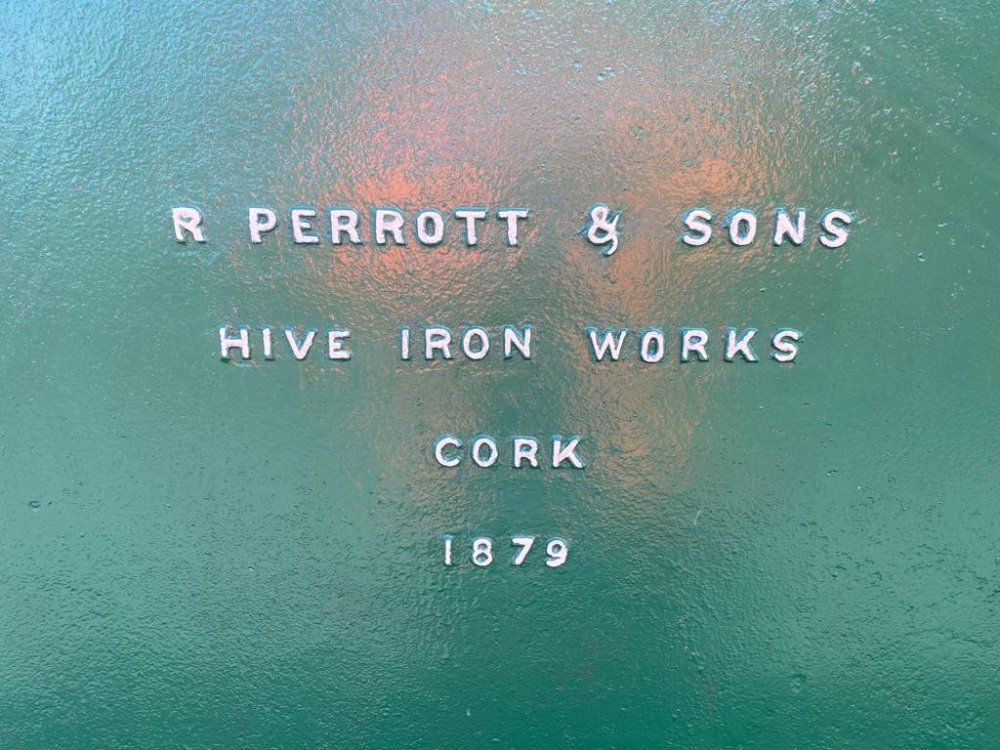 R PERROTT & SONS
HIVE IRON WORKS
CORK
1879